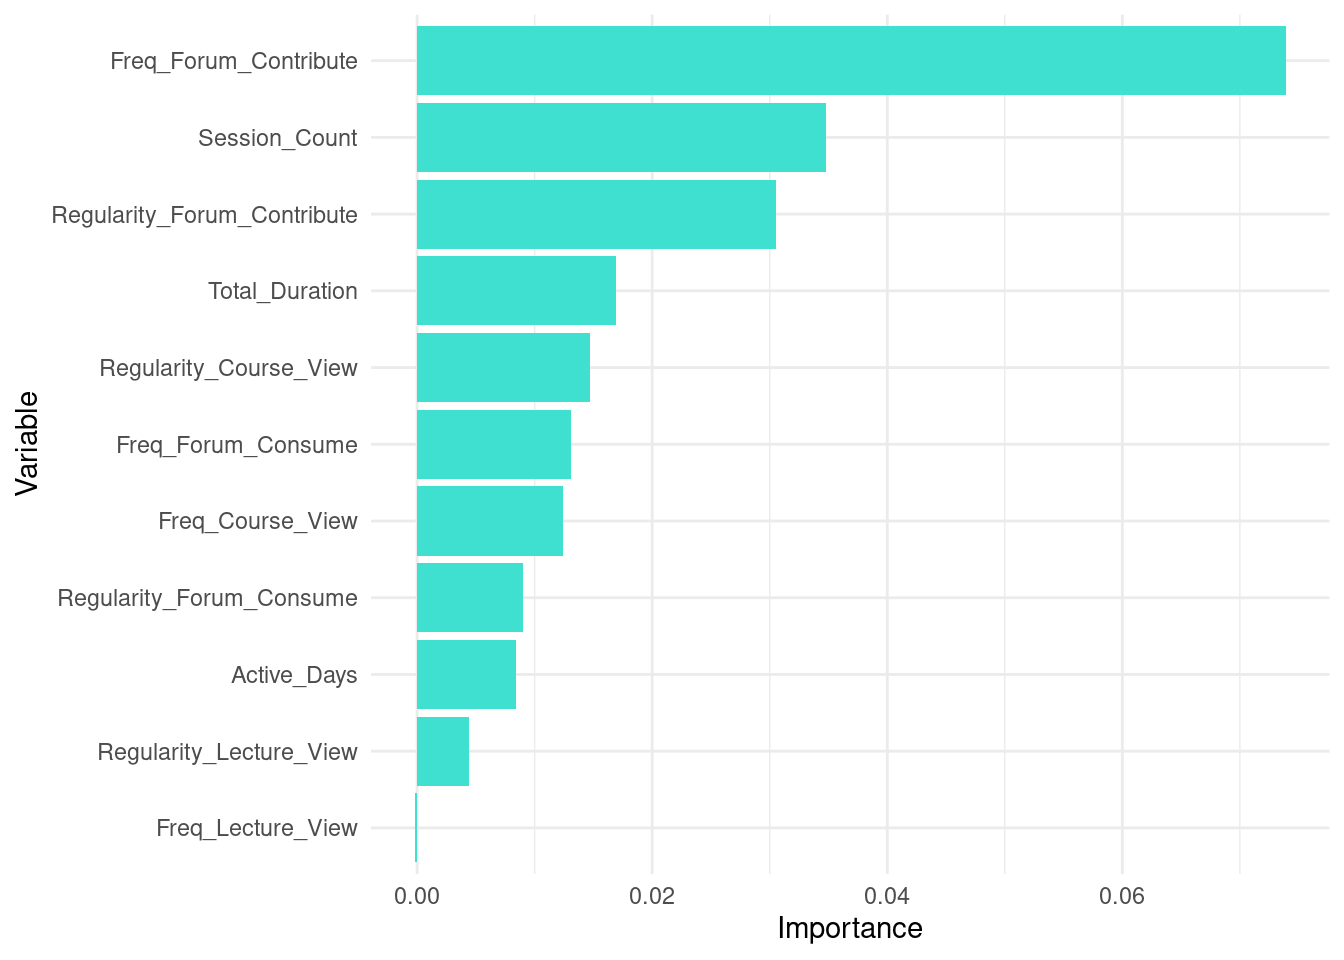 Freq_Forum_Contribute
Session_Count
Regularity_Forum_Contribute
Total_Duration
Regularity_Course_View
Freq_Forum_Consume
Freq_Course_View
Regularity_Forum_Consume
Active_Days
Regularity_Lecture_View
Freq_Lecture_View
Variable
0.00 0.02 0.04 0.06
Importance